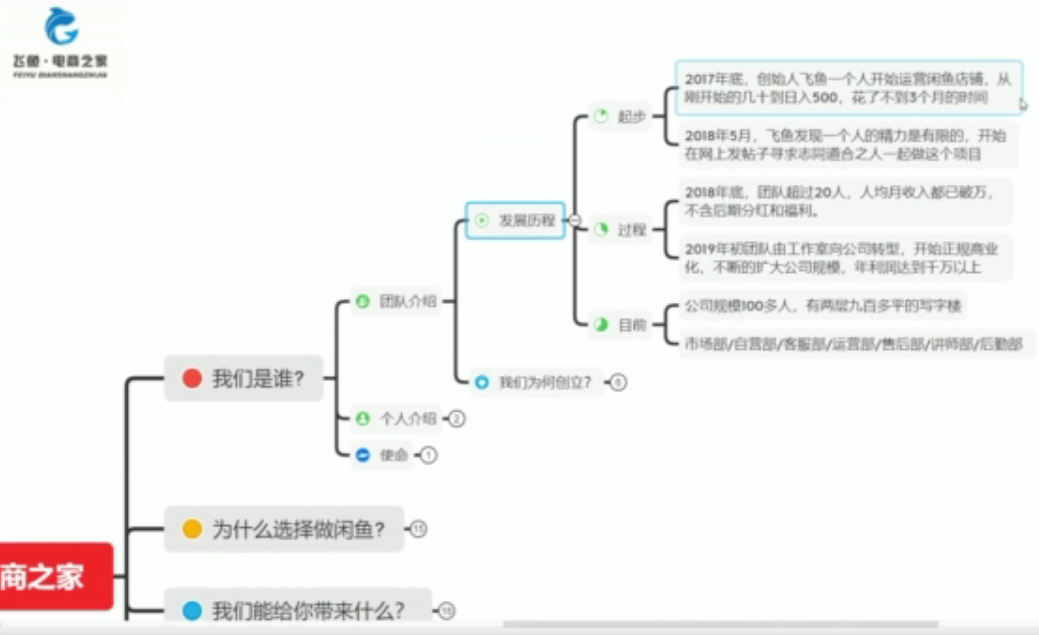 飞鱼·电商之家
FEIYU DIANSHANGZHIJIA
2017年底，创始人飞鱼一个人开始运营闲鱼店铺，从
刚开始的几十到日入500，花了不到3个月的时间
起步
2018年5月，飞鱼发现一个人的精力是有限的，开始
在网上发帖子寻求志同道合之人一起做这个项目
2018年底，团队超过20人，人均月收入都已破万，
不含后期分红和福利。
发展历程
过程
2019年初团队由工作室向公司转型，开始正规商业
化，不断的扩大公司规模，年利润达到千万以上
团队介绍
公司规模100多人，有两层九百多平的写字楼
目前
市场部/自营部/客服部/运营部/售后部/讲师部/后勤部
我们是谁？
我们为何创立？ 6
个人介绍 2
使命 1
为什么选择做闲鱼？ 15
商之家
我们能给你带来什么？ 15